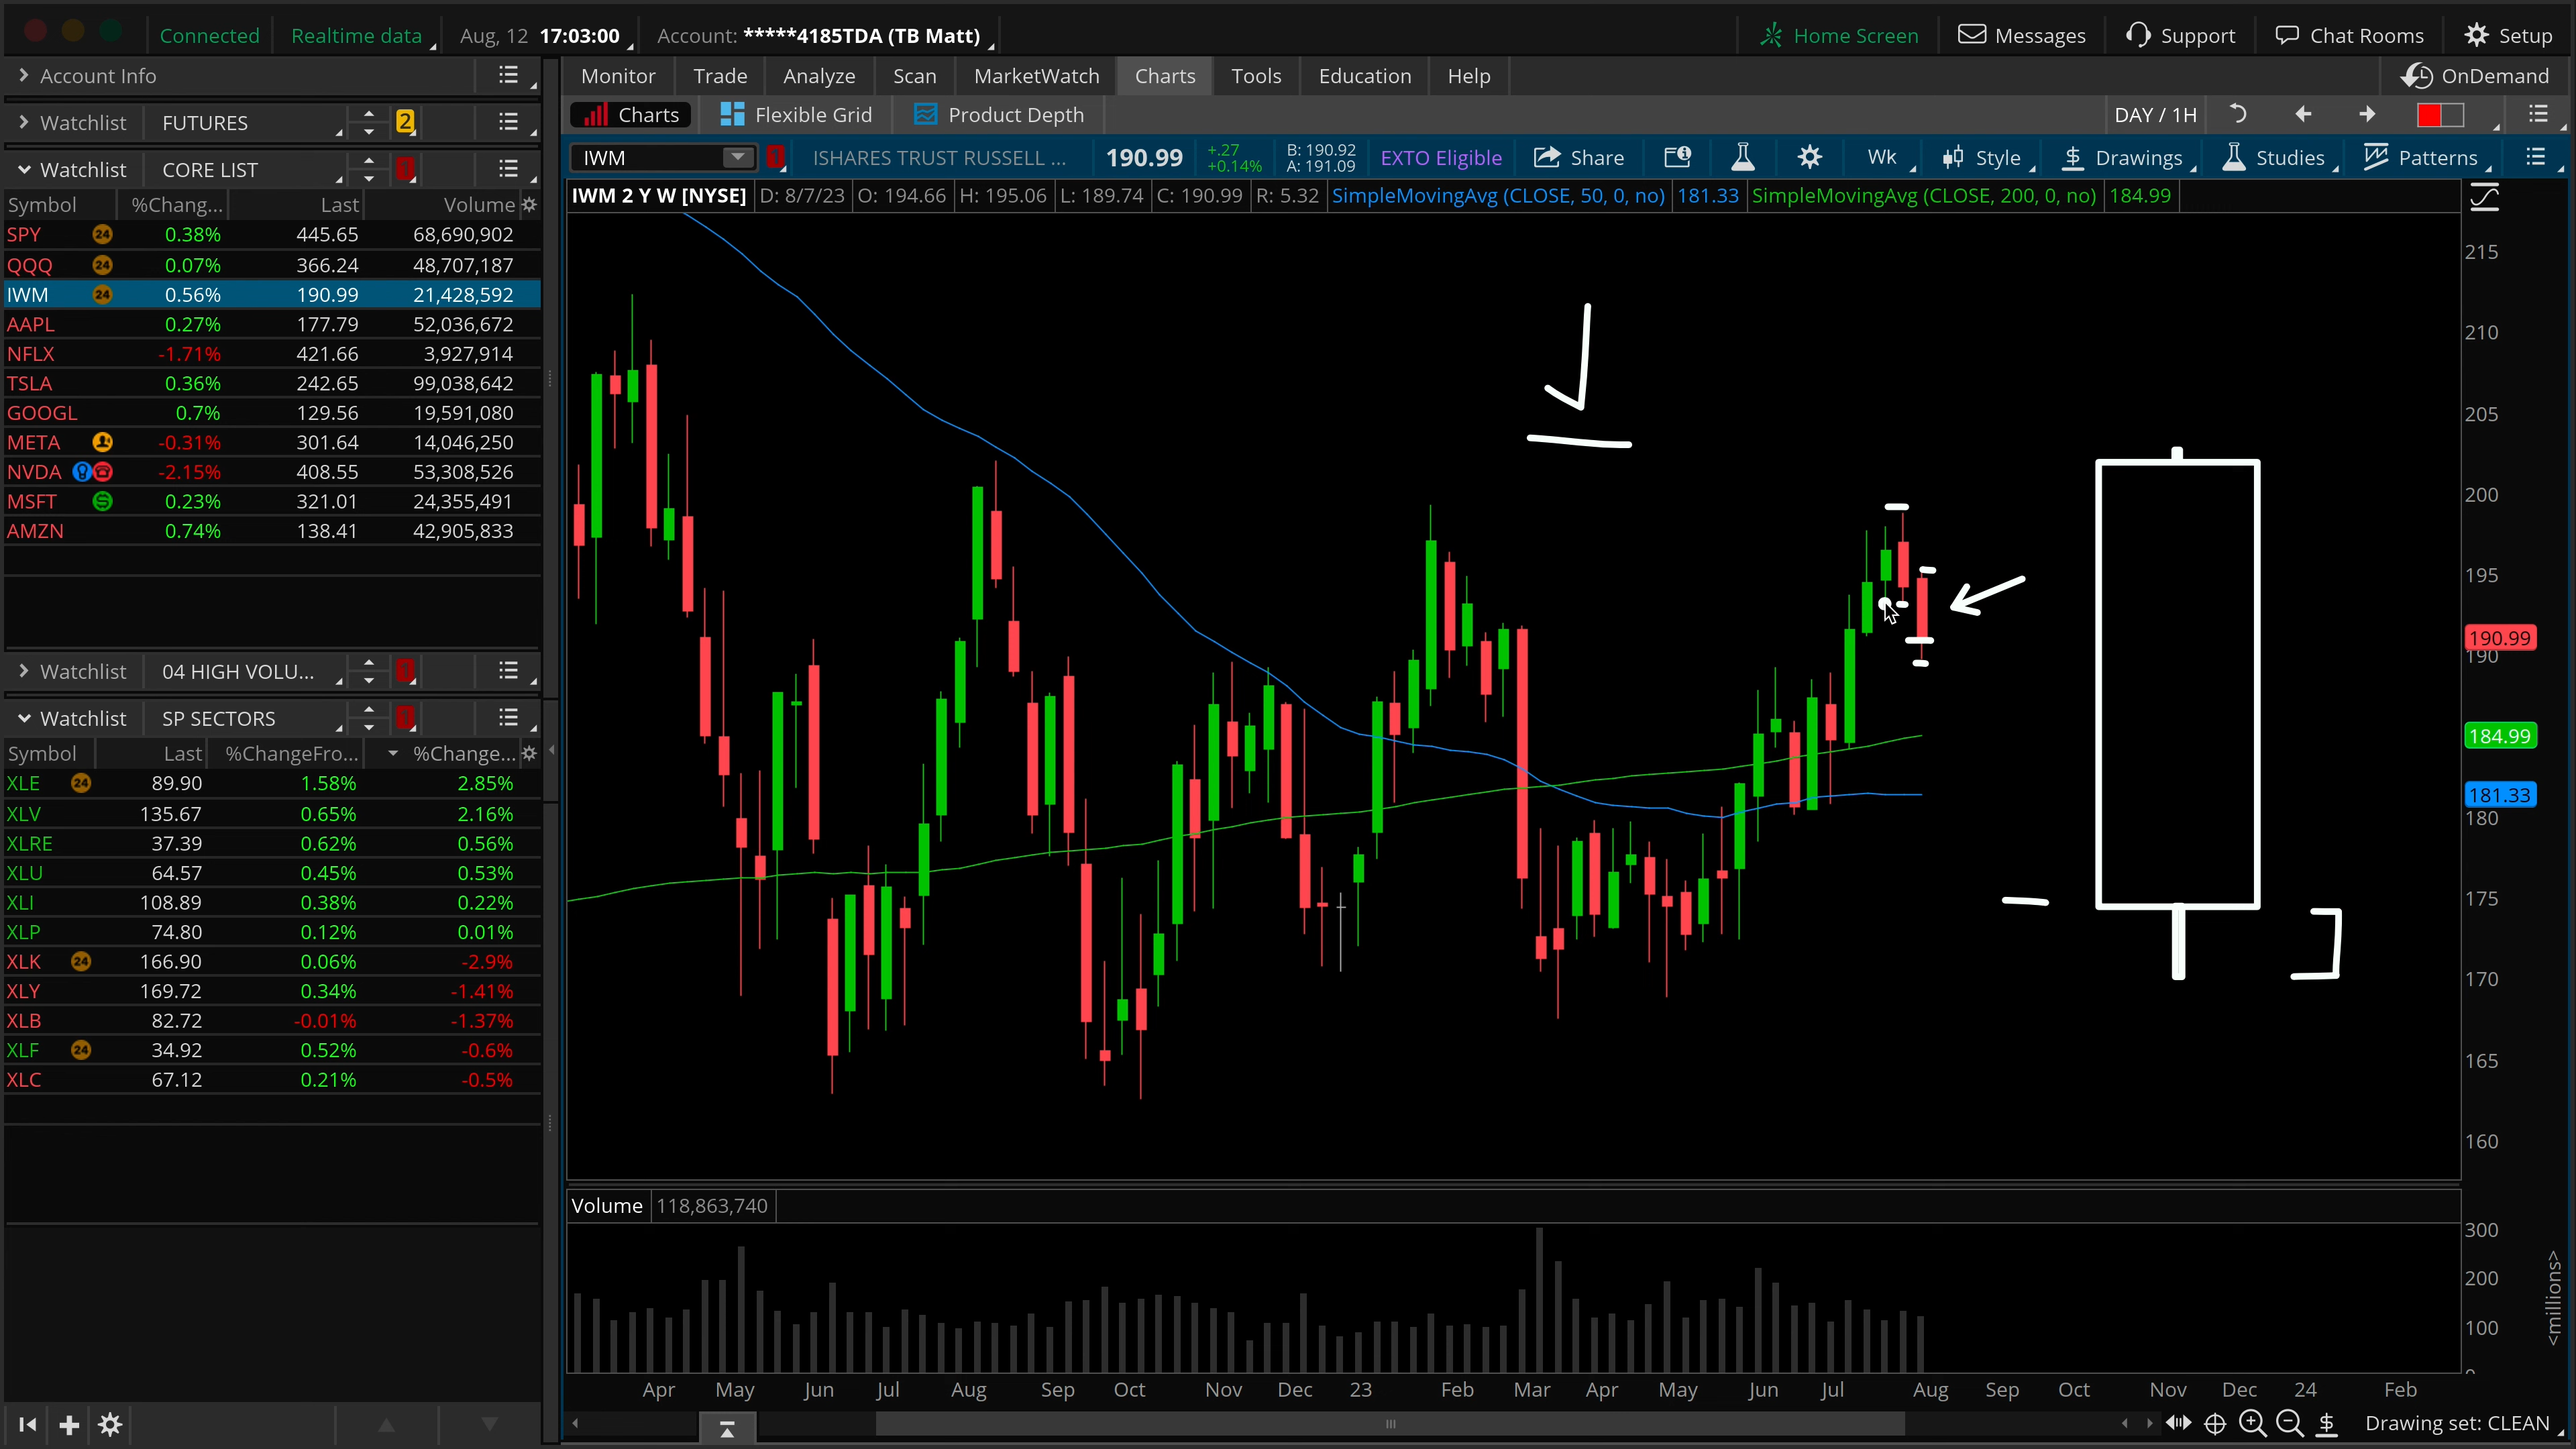 Connected Realtime data Aug, 12 17:03:00 Account: *****4185TDA (TB Matt) Home Screen Messages Support Chat Rooms Setup
Account Info
Watchlist FUTURES 2
Watchlist CORE LIST 1
Symbol %Chang... Last Volume
SPY 24 0.38% 445.65 68,690,902
QQQ 24 0.07% 366.24 48,707,187
IWM 24 0.56% 190.99 21,428,592
AAPL 0.27% 177.79 52,036,672
NFLX -1.71% 421.66 3,927,914
TSLA 0.36% 242.65 99,038,642
GOOGL 0.7% 129.56 19,591,080
META -0.31% 301.64 14,046,250
NVDA -2.15% 408.55 53,308,526
MSFT 0.23% 321.01 24,355,491
AMZN 0.74% 138.41 42,905,833
Watchlist 04 HIGH VOLU... 1
Watchlist SP SECTORS 1
Symbol Last %ChangeFro... %Change...
XLE 24 89.90 1.58% 2.85%
XLV 135.67 0.65% 2.16%
XLRE 37.39 0.62% 0.56%
XLU 64.57 0.45% 0.53%
XLI 108.89 0.38% 0.22%
XLP 74.80 0.12% 0.01%
XLK 24 166.90 0.06% -2.9%
XLY 169.72 0.34% -1.41%
XLB 82.72 -0.01% -1.37%
XLF 24 34.92 0.52% -0.6%
XLC 67.12 0.21% -0.5%
Monitor Trade Analyze Scan MarketWatch Charts Tools Education Help OnDemand
Charts Flexible Grid Product Depth DAY / 1H
IWM 1 ISHARES TRUST RUSSELL ... 190.99 +.27 +0.14% B: 190.92 A: 191.09 EXTO Eligible Share Wk Style Drawings Studies Patterns
IWM 2 Y W [NYSE] D: 8/7/23 O: 194.66 H: 195.06 L: 189.74 C: 190.99 R: 5.32 SimpleMovingAvg (CLOSE, 50, 0, no) 181.33 SimpleMovingAvg (CLOSE, 200, 0, no) 184.99
215
210
205
200
195
190.99
190
184.99
181.33
180
175
170
165
160
Volume 118,863,740
300
200
100
<millions>
Apr May Jun Jul Aug Sep Oct Nov Dec 23 Feb Mar Apr May Jun Jul Aug Sep Oct Nov Dec 24 Feb
Drawing set: CLEAN